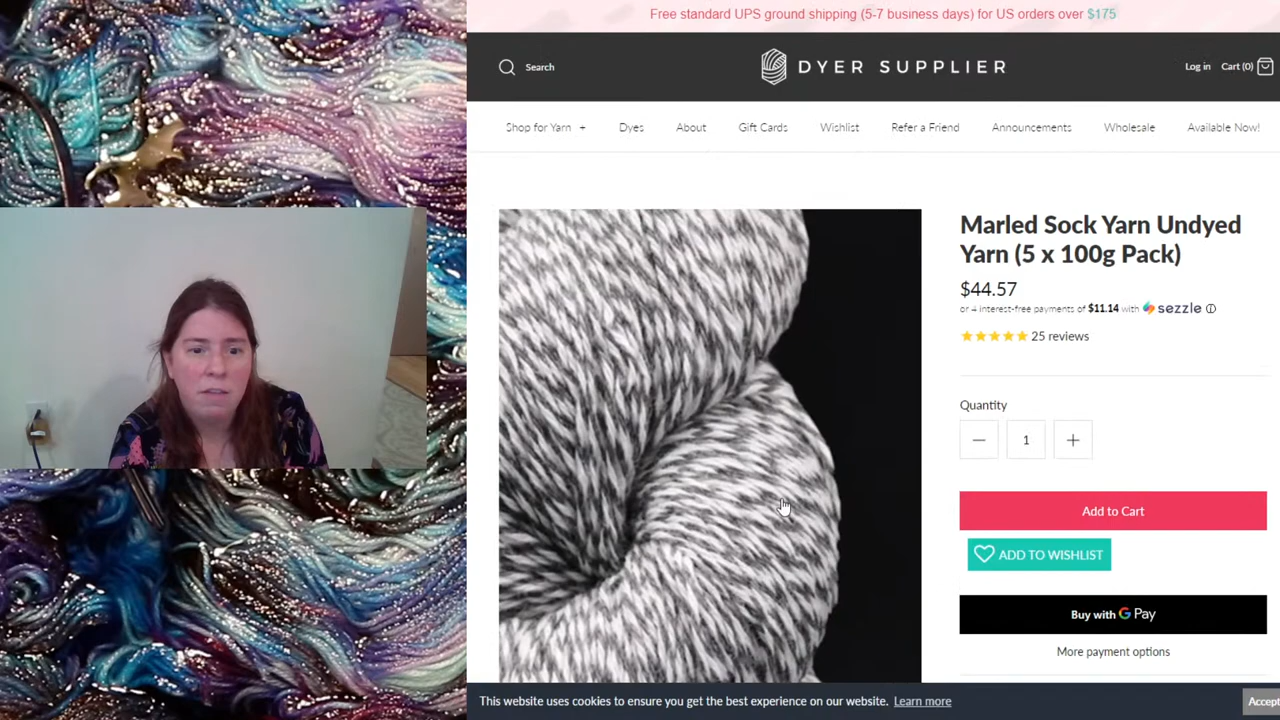 Free standard UPS ground shipping (5-7 business days) for US orders over $175
Search
DYER SUPPLIER
Log in
Cart (0)
Shop for Yarn +
Dyes
About
Gift Cards
Wishlist
Refer a Friend
Announcements
Wholesale
Available Now!
Marled Sock Yarn Undyed
Yarn (5 x 100g Pack)
$44.57
or 4 interest-free payments of $11.14 with sezzle
25 reviews
Quantity
1
Add to Cart
ADD TO WISHLIST
Buy with G Pay
More payment options
This website uses cookies to ensure you get the best experience on our website. Learn more
Accep